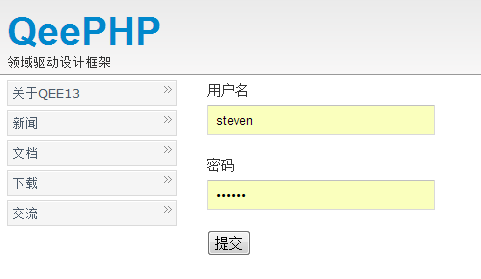 QeePHP
领域驱动设计框架
关于QEE13
新闻
文档
下载
交流
用户名
steven
密码
••••••
提交